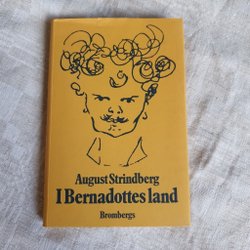 August Strindberg
I Bernadottes land
Brombergs